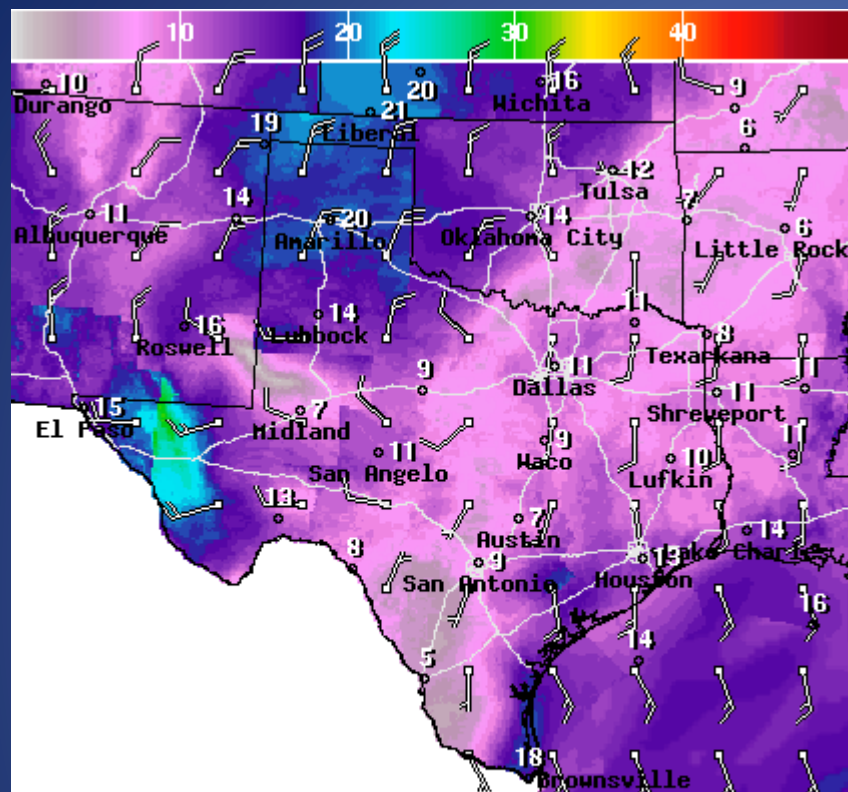 10 20 30 40
10 20 16 9
Durango Wichita
21
Liberal
19 6
12
Tulsa
11 14 20 14 7 6
Albuquerque Amarillo Oklahoma City Little Rock
16 14 11 8
Roswell Lubbock Texarkana
9 11 11 11
Dallas
15 7 Shreveport
El Paso Midland
11 9 10 11
San Angelo Waco Lufkin
13 7 14
Austin
8 9 13 Lake Charles
San Antonio Houston
16
14
5
18
Brownsville